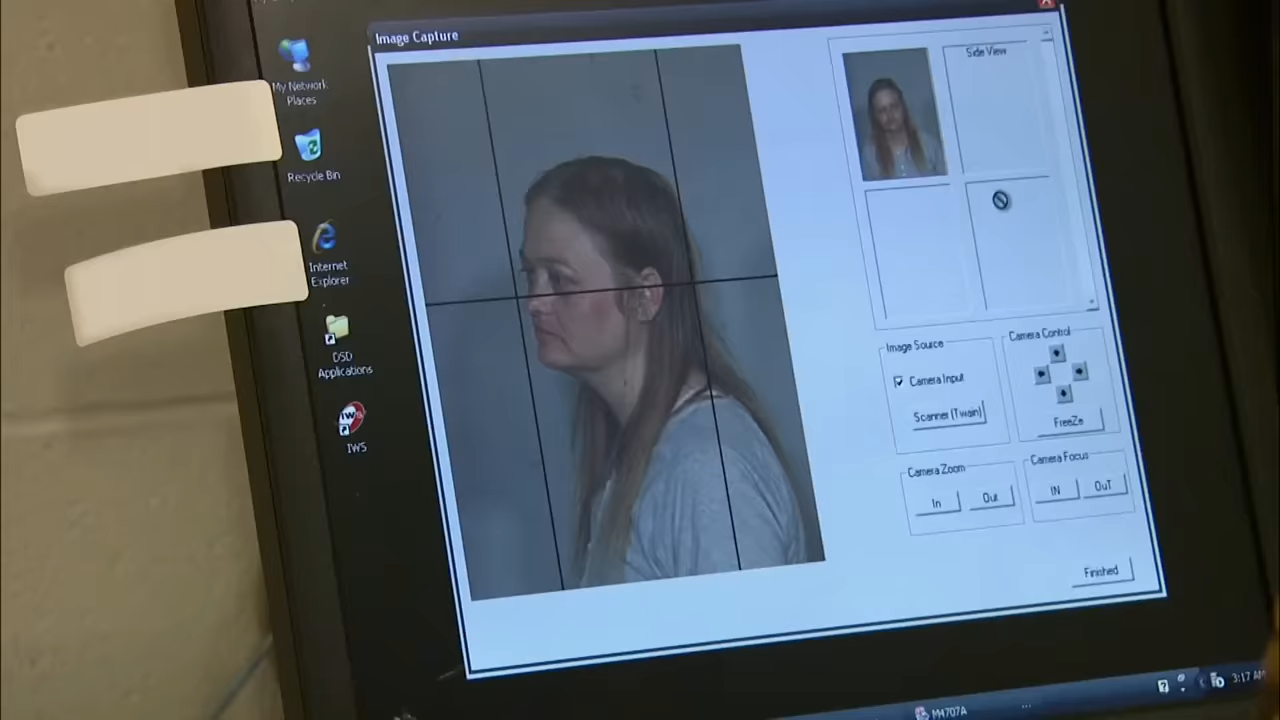 Image Capture
My Network
Places
Recycle Bin
Internet
Explorer
DSD
Applications
IWS
IWS
Side View
Image Source
Camera Input
Scanner (Twain)
Camera Control
FreeZe
Camera Zoom
In
Out
Camera Focus
IN
OuT
Finished
M4707A
3:17 AM